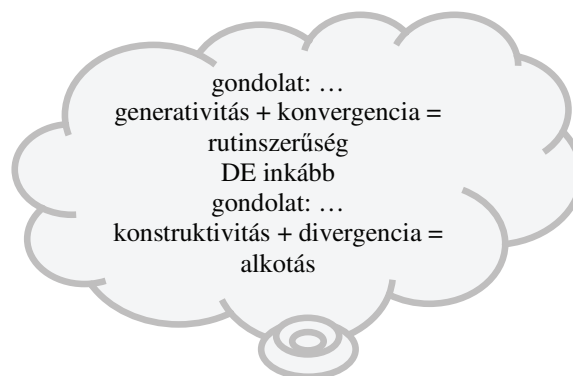 gondolat: …
generativitás + konvergencia =
rutinszerűség
DE inkább
gondolat: …
konstruktivitás + divergencia =
alkotás